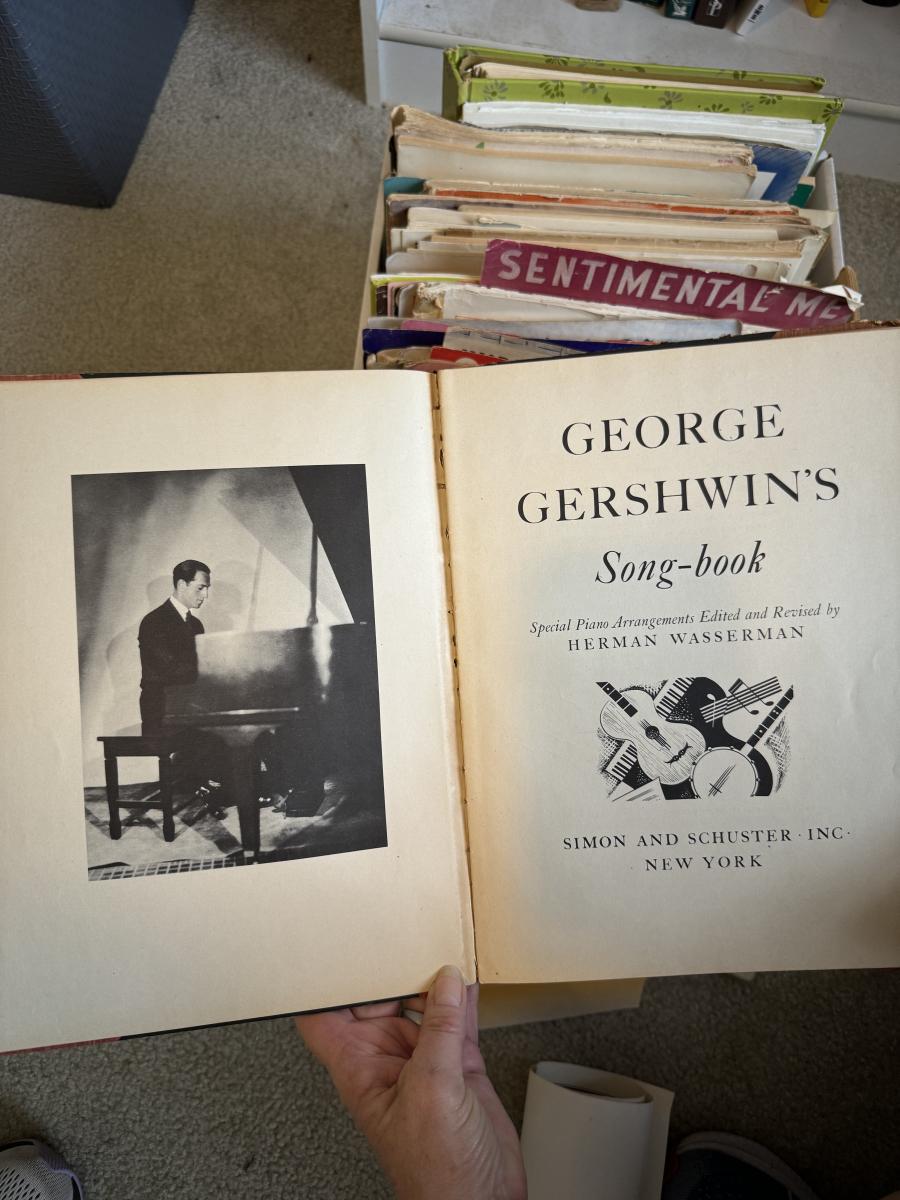 SENTIMENTAL ME
GEORGE
GERSHWIN'S
Song-book
Special Piano Arrangements Edited and Revised by
HERMAN WASSERMAN
SIMON AND SCHUSTER · INC ·
NEW YORK